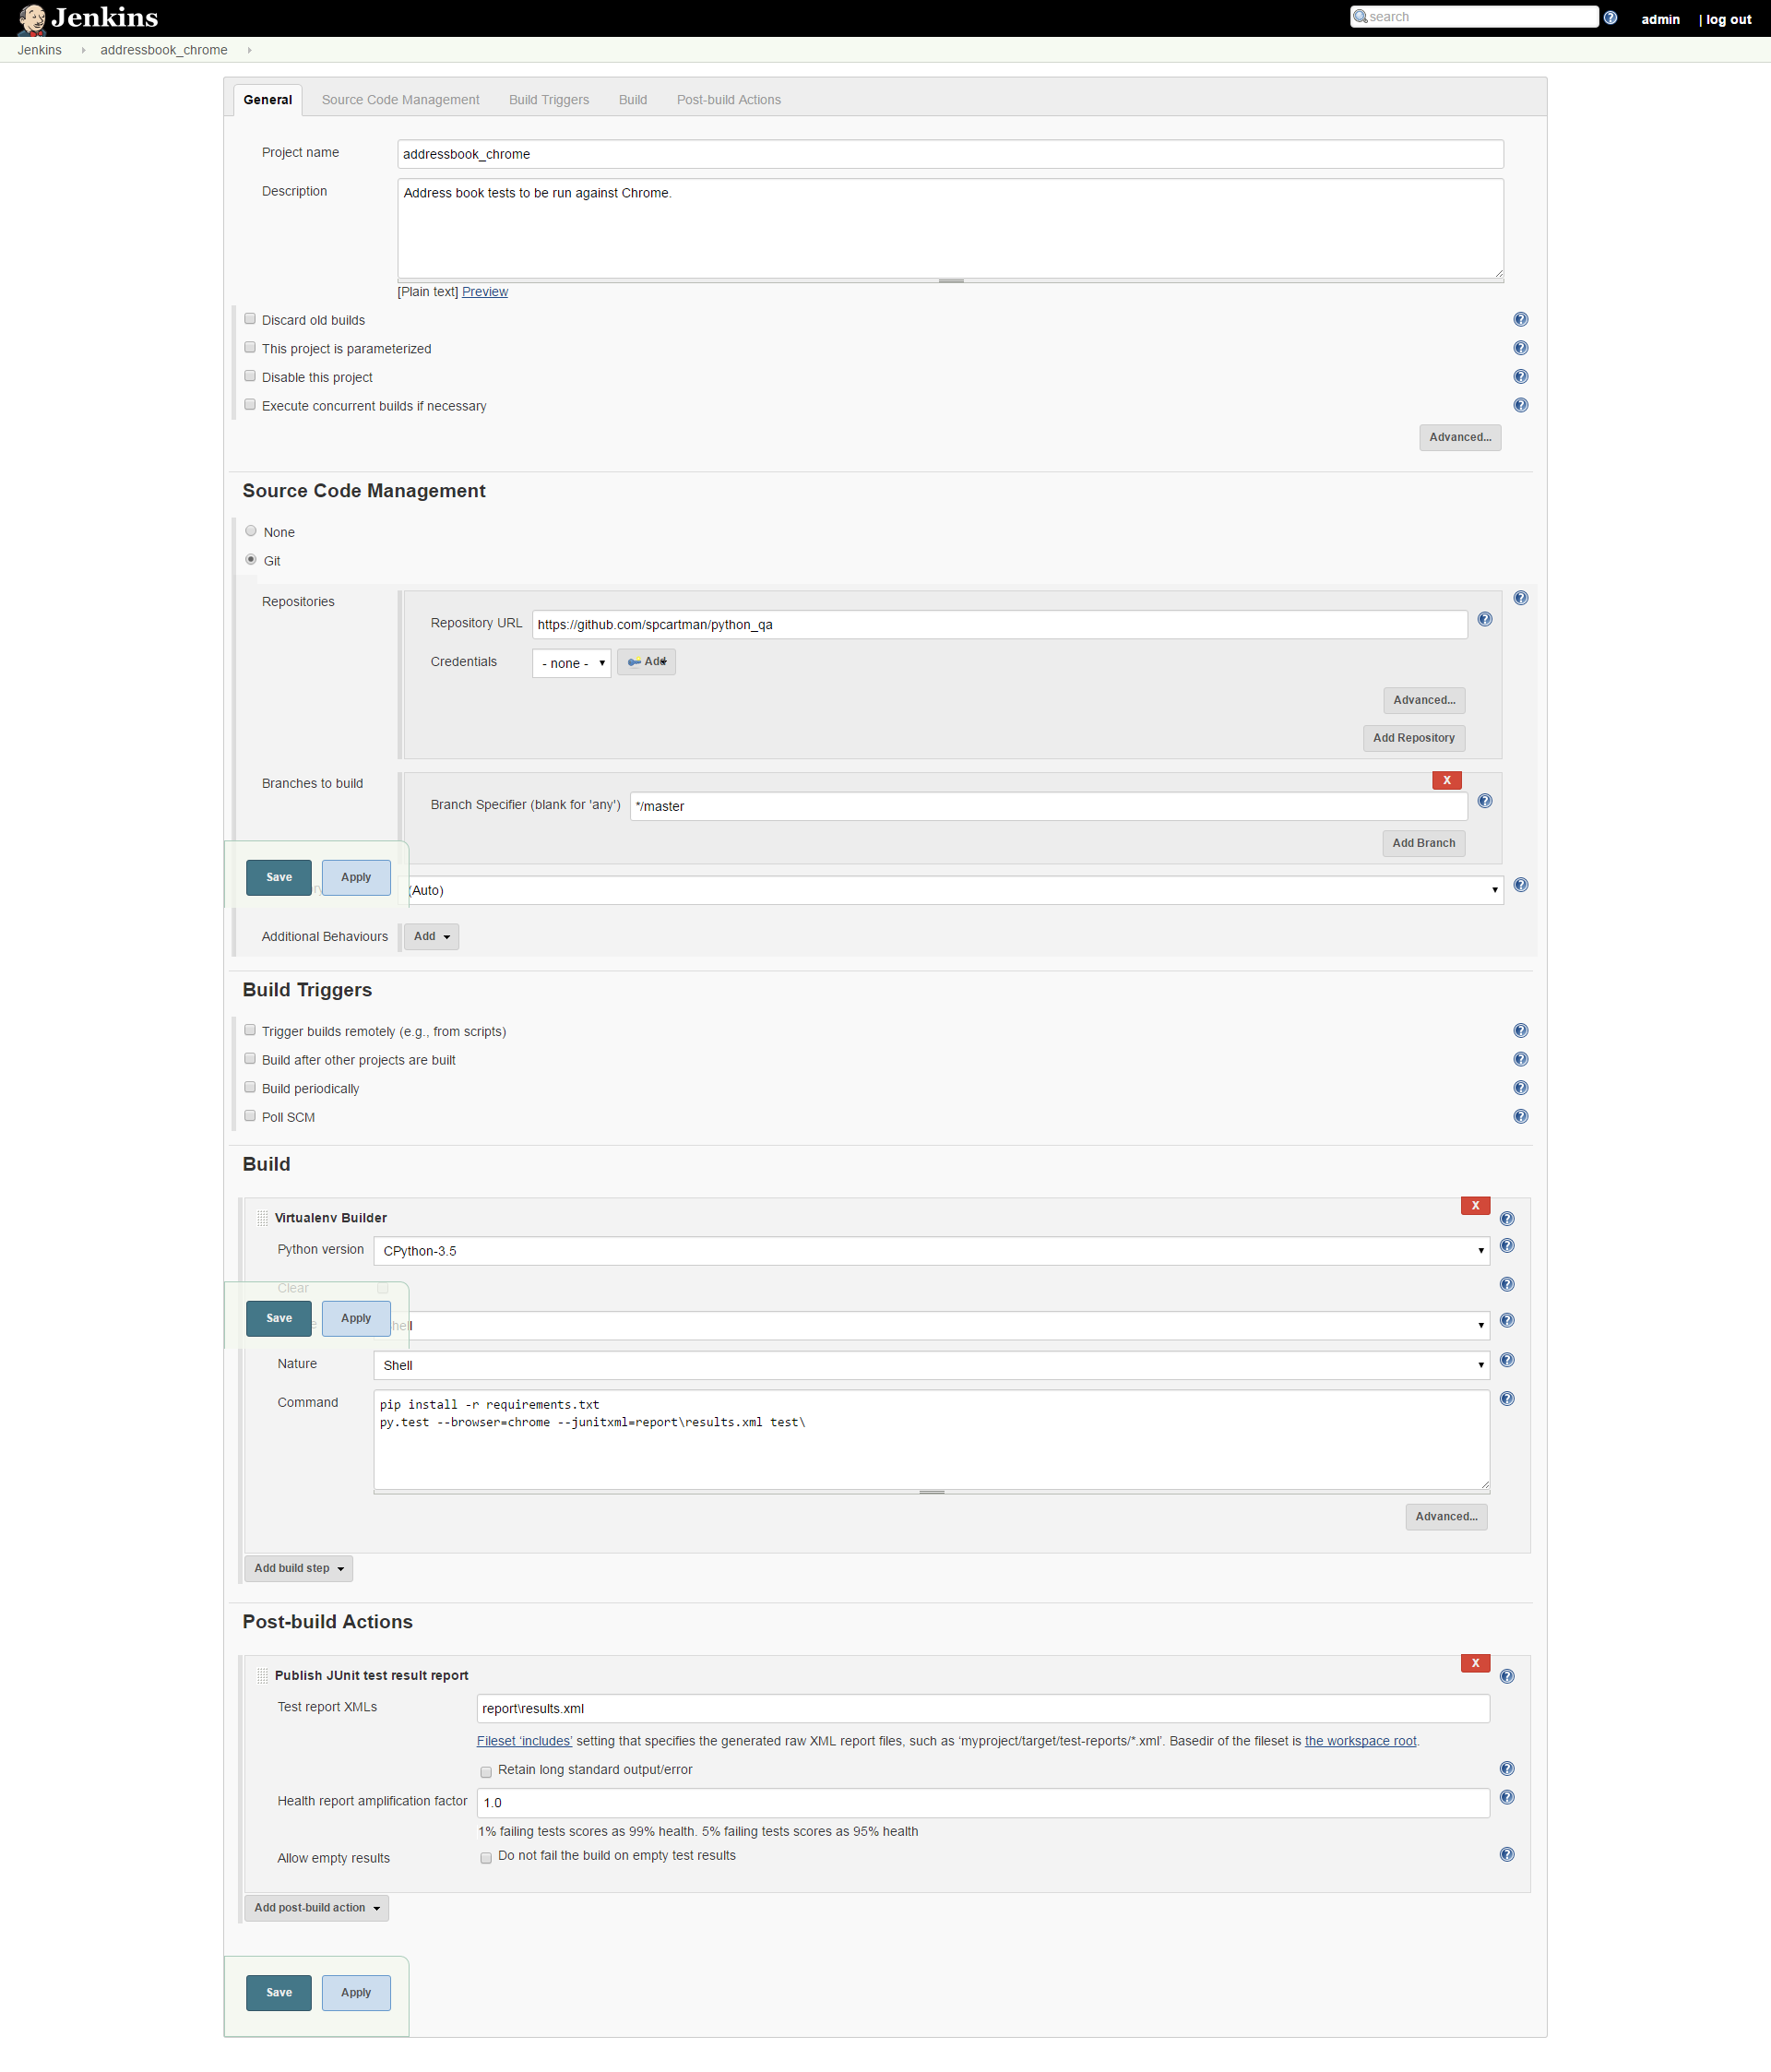 Jenkins
search
admin
| log out
Jenkins
addressbook_chrome
General
Source Code Management
Build Triggers
Build
Post-build Actions
Project name
addressbook_chrome
Description
Address book tests to be run against Chrome.
[Plain text] Preview
Discard old builds
This project is parameterized
Disable this project
Execute concurrent builds if necessary
Advanced...
Source Code Management
None
Git
Repositories
Repository URL
https://github.com/spcartman/python_qa
Credentials
- none -
Add
Advanced...
Add Repository
Branches to build
X
Branch Specifier (blank for 'any')
*/master
Add Branch
Save
Apply
(Auto)
Additional Behaviours
Add
Build Triggers
Trigger builds remotely (e.g., from scripts)
Build after other projects are built
Build periodically
Poll SCM
Build
X
Virtualenv Builder
Python version
CPython-3.5
Clear
Save
Apply
Nature
Shell
Command
pip install -r requirements.txt
py.test --browser=chrome --junitxml=report\results.xml test\
Advanced...
Add build step
Post-build Actions
X
Publish JUnit test result report
Test report XMLs
report\results.xml
Fileset ‘includes’ setting that specifies the generated raw XML report files, such as ‘myproject/target/test-reports/*.xml’. Basedir of the fileset is the workspace root.
Retain long standard output/error
Health report amplification factor
1.0
1% failing tests scores as 99% health. 5% failing tests scores as 95% health
Allow empty results
Do not fail the build on empty test results
Add post-build action
Save
Apply